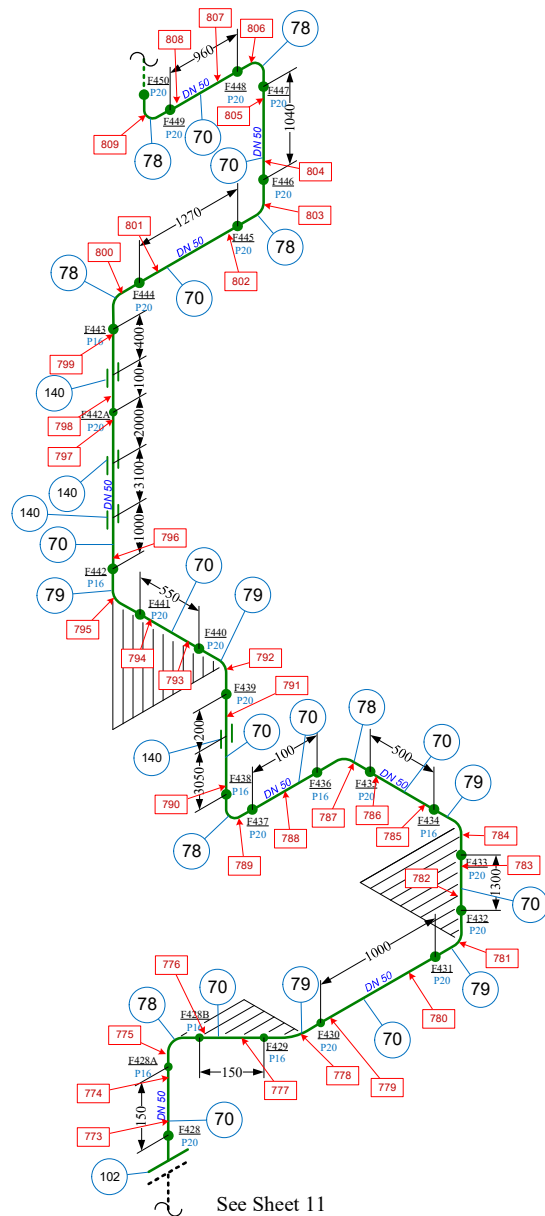 807
808
960
806
78
F450
P20
DN 50
F448
P20
F447
P20
805
1040
809
F449
P20
70
78
70
DN 50
804
F446
P20
803
1270
801
DN 50
F445
P20
78
800
802
78
F444
P20
70
F443
P16
400
799
100
140
798
F442A
P20
2000
797
140
3100
DN 50
140
1000
796
70
F442
P16
70
79
550
79
795
F441
P20
F440
P20
794
793
792
F439
P20
791
200
70
140
3050
790
F438
P16
78
789
F437
P20
100
70
DN 50
788
F436
P16
78
787
F435
P20
500
70
DN 50
786
785
F434
P16
79
784
F433
P20
783
782
1300
70
F432
P20
781
1000
F431
P20
79
DN 50
780
70
776
78
70
79
F428B
P16
775
F428A
P16
F429
P16
F430
P20
778
779
777
774
150
150
DN 50
773
70
F428
P20
102
See Sheet 11